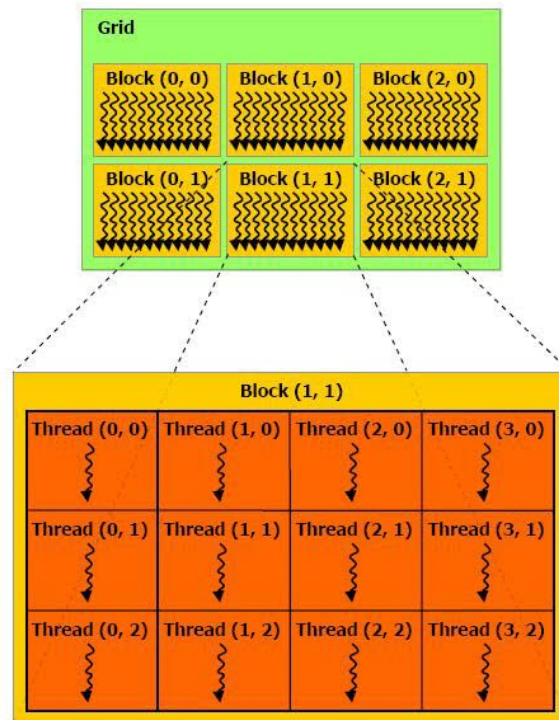 Grid
Block (0, 0) Block (1, 0) Block (2, 0)
Block (0, 1) Block (1, 1) Block (2, 1)
Block (1, 1)
Thread (0, 0) Thread (1, 0) Thread (2, 0) Thread (3, 0)
Thread (0, 1) Thread (1, 1) Thread (2, 1) Thread (3, 1)
Thread (0, 2) Thread (1, 2) Thread (2, 2) Thread (3, 2)